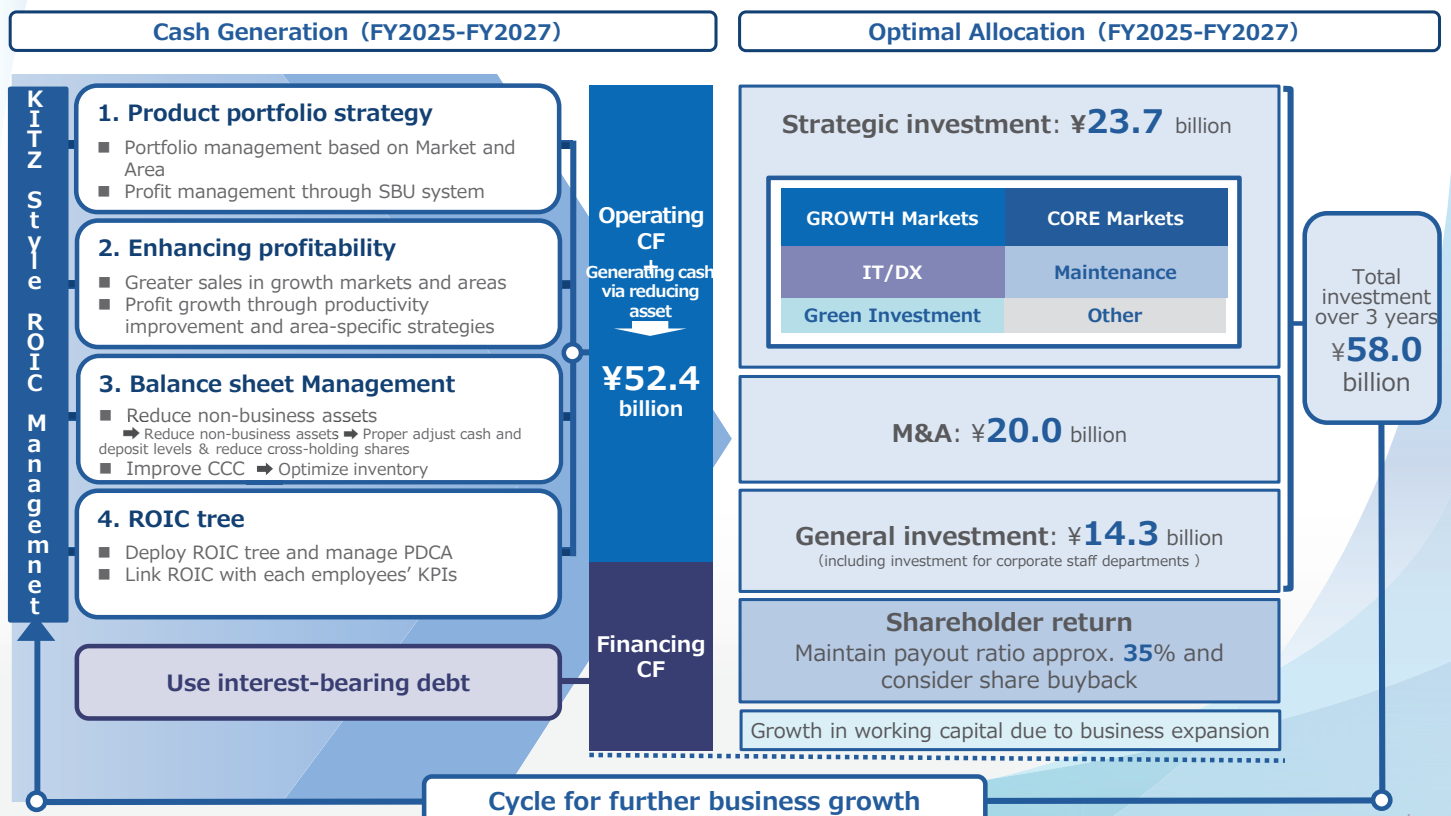 Cash Generation（FY2025-FY2027）
Optimal Allocation（FY2025-FY2027）
KITZ Style ROIC Managemnet
1. Product portfolio strategy
■ Portfolio management based on Market and
Area
■ Profit management through SBU system
2. Enhancing profitability
■ Greater sales in growth markets and areas
■ Profit growth through productivity
improvement and area-specific strategies
3. Balance sheet Management
■ Reduce non-business assets
➡ Reduce non-business assets ➡ Proper adjust cash and
deposit levels & reduce cross-holding shares
■ Improve CCC ➡ Optimize inventory
4. ROIC tree
■ Deploy ROIC tree and manage PDCA
■ Link ROIC with each employees’ KPIs
Use interest-bearing debt
Operating
CF
+
Generating cash
via reducing
asset
¥52.4
billion
Financing
CF
Strategic investment: ¥23.7 billion
GROWTH Markets
CORE Markets
IT/DX
Maintenance
Green Investment
Other
M&A: ¥20.0 billion
General investment: ¥14.3 billion
（including investment for corporate staff departments ）
Shareholder return
Maintain payout ratio approx. 35% and
consider share buyback
Growth in working capital due to business expansion
Total
investment
over 3 years
¥58.0
billion
Cycle for further business growth